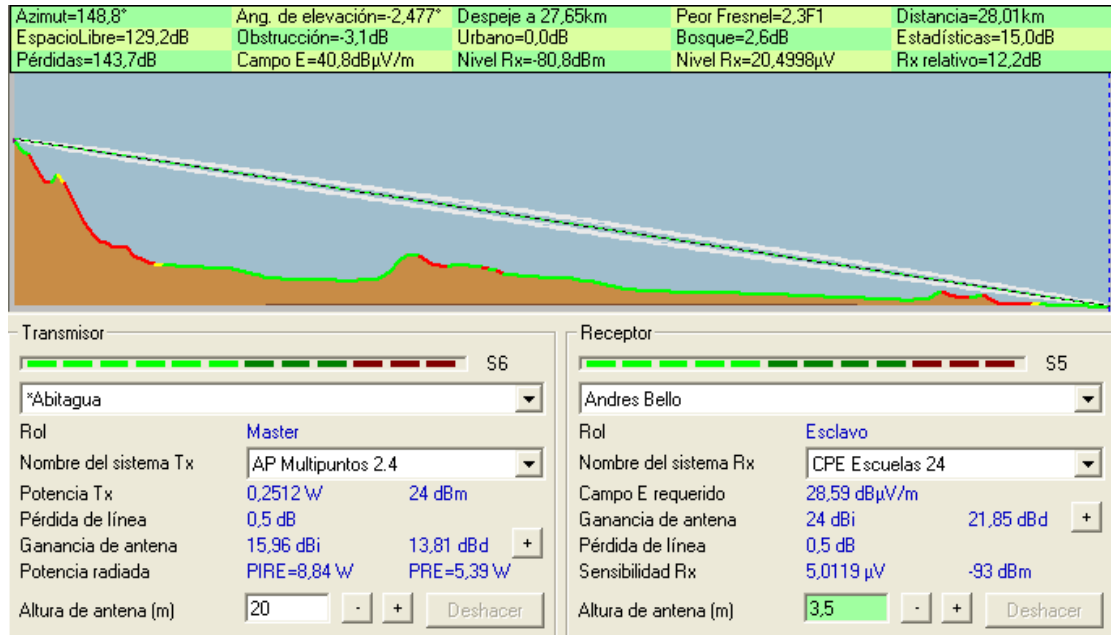 Azimut=148,8° Ang. de elevación=-2,477° Despeje a 27,65km Peor Fresnel=2,3F1 Distancia=28,01km
EspacioLibre=129,2dB Obstrucción=-3,1dB Urbano=0,0dB Bosque=2,6dB Estadísticas=15,0dB
Pérdidas=143,7dB Campo E=40,8dBµV/m Nivel Rx=-80,8dBm Nivel Rx=20,4998µV Rx relativo=12,2dB
Transmisor
S6
*Abitagua
Rol Master
Nombre del sistema Tx AP Multipuntos 2.4
Potencia Tx 0,2512 W 24 dBm
Pérdida de línea 0,5 dB
Ganancia de antena 15,96 dBi 13,81 dBd +
Potencia radiada PIRE=8,84 W PRE=5,39 W
Altura de antena (m) 20 - + Deshacer
Receptor
S5
Andres Bello
Rol Esclavo
Nombre del sistema Rx CPE Escuelas 24
Campo E requerido 28,59 dBµV/m
Ganancia de antena 24 dBi 21,85 dBd +
Pérdida de línea 0,5 dB
Sensibilidad Rx 5,0119 µV -93 dBm
Altura de antena (m) 3,5 - + Deshacer